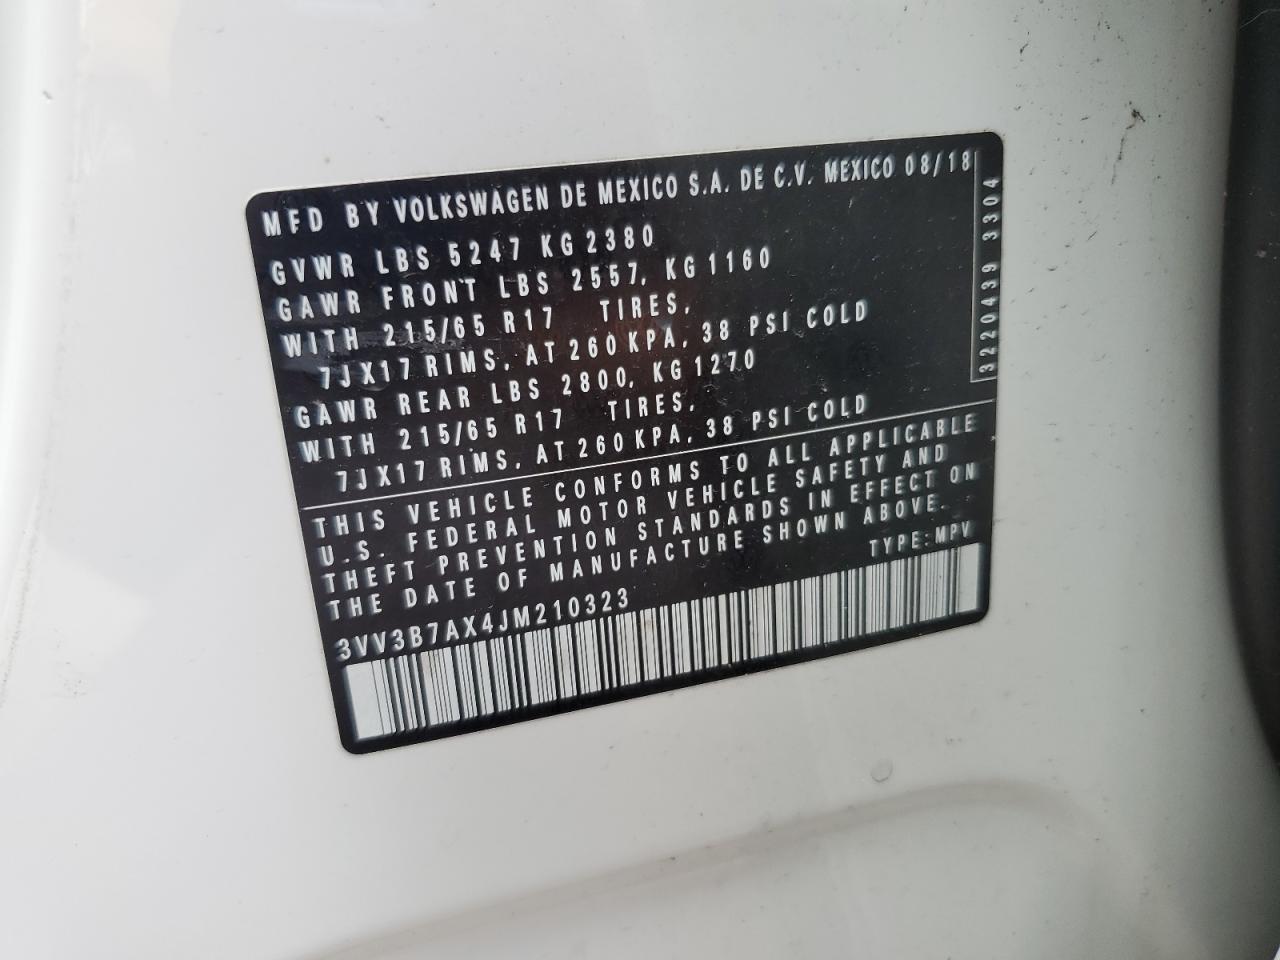 MFD BY VOLKSWAGEN DE MEXICO S.A. DE C.V. MEXICO 08/18
GVWR LBS 5247 KG 2380
GAWR FRONT LBS 2557, KG 1160
WITH 215/65 R17 TIRES,
7JX17 RIMS, AT 260 KPA, 38 PSI COLD
GAWR REAR LBS 2800, KG 1270
WITH 215/65 R17 TIRES,
7JX17 RIMS, AT 260 KPA, 38 PSI COLD
3220439 3304
THIS VEHICLE CONFORMS TO ALL APPLICABLE
U.S. FEDERAL MOTOR VEHICLE SAFETY AND
THEFT PREVENTION STANDARDS IN EFFECT ON
THE DATE OF MANUFACTURE SHOWN ABOVE.
3VV3B7AX4JM210323 TYPE: MPV